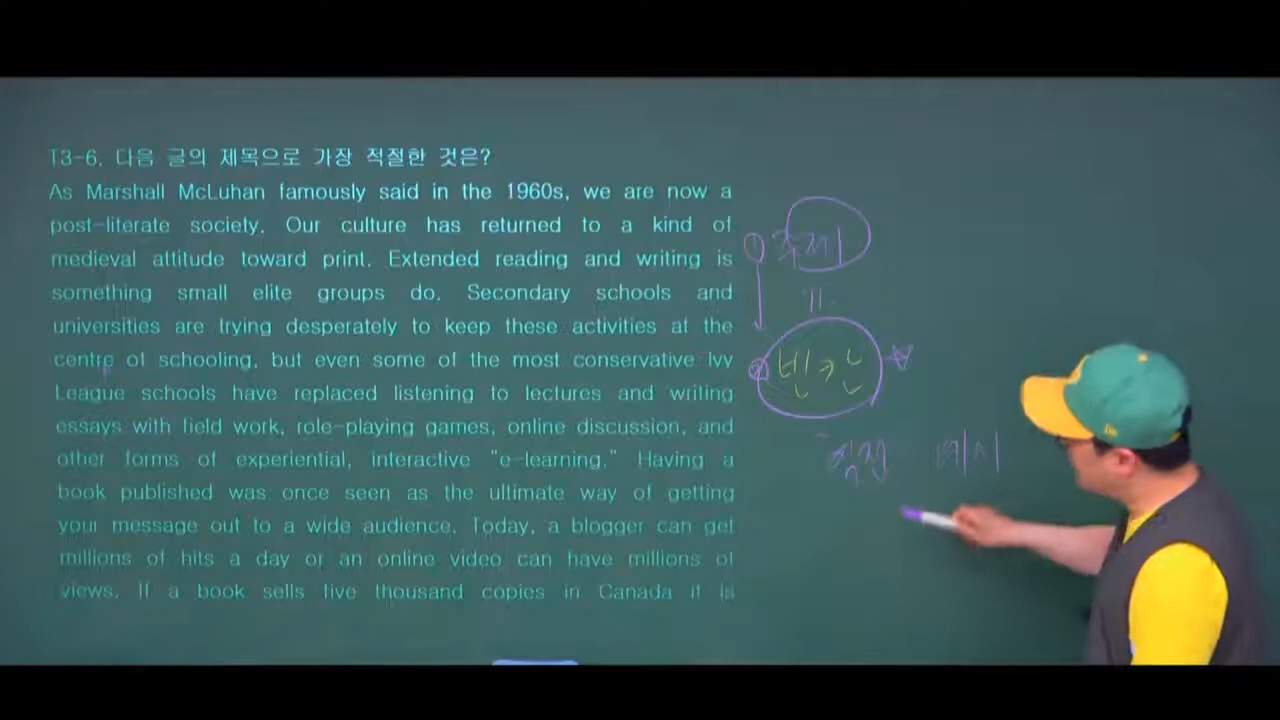 T3-6. 다음 글의 제목으로 가장 적절한 것은?
As Marshall McLuhan famously said in the 1960s, we are now a
post-literate society. Our culture has returned to a kind of
medieval attitude toward print. Extended reading and writing is
something small elite groups do. Secondary schools and
universities are trying desperately to keep these activities at the
centre of schooling, but even some of the most conservative Ivy
League schools have replaced listening to lectures and writing
essays with field work, role-playing games, online discussion, and
other forms of experiential, interactive “e-learning.” Having a
book published was once seen as the ultimate way of getting
your message out to a wide audience. Today, a blogger can get
millions of hits a day or an online video can have millions of
views. If a book sells five thousand copies in Canada it is